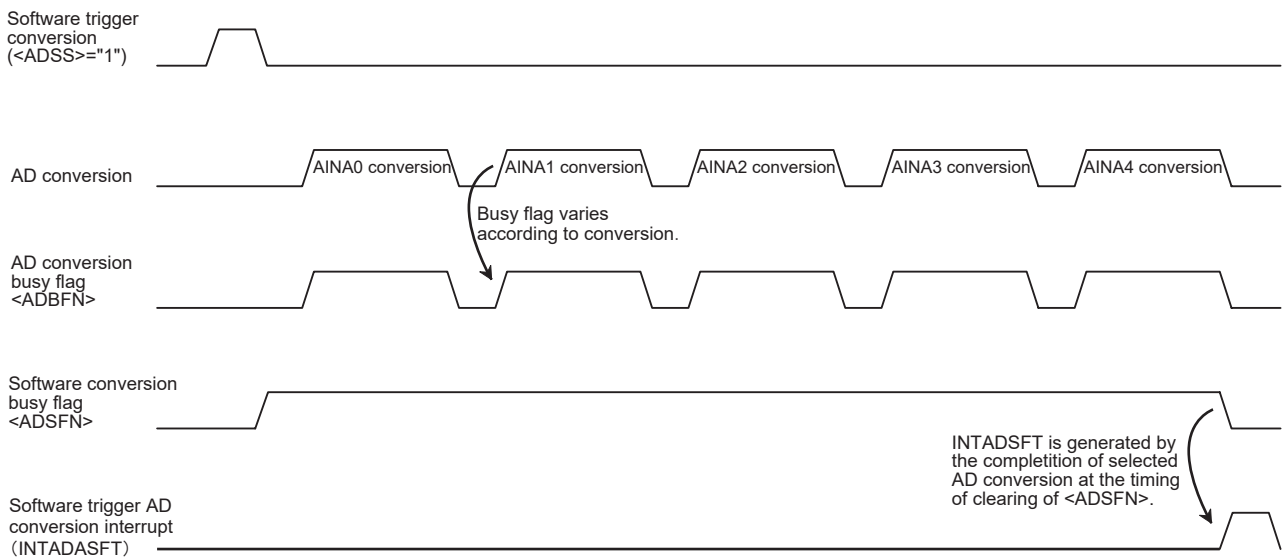 Software trigger
conversion
(<ADSS>="1")
AD conversion
AINA0 conversion
AINA1 conversion
AINA2 conversion
AINA3 conversion
AINA4 conversion
Busy flag varies
according to conversion.
AD conversion
busy flag
<ADBFN>
Software conversion
busy flag
<ADSFN>
INTADSFT is generated by
the completition of selected
AD conversion at the timing
of clearing of <ADSFN>.
Software trigger AD
conversion interrupt
（INTADASFT）